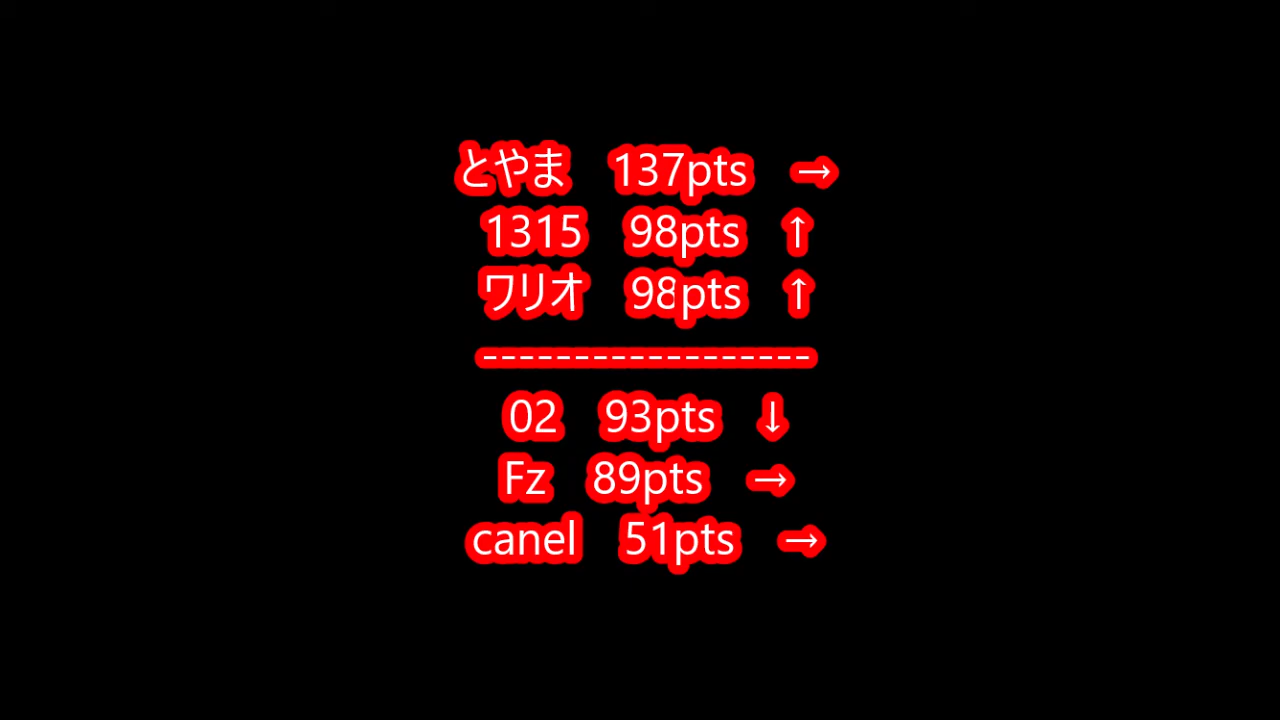 とやま　137pts　→
1315　98pts　↑
ワリオ　98pts　↑
------------------
02　93pts　↓
Fz　89pts　→
canel　51pts　→